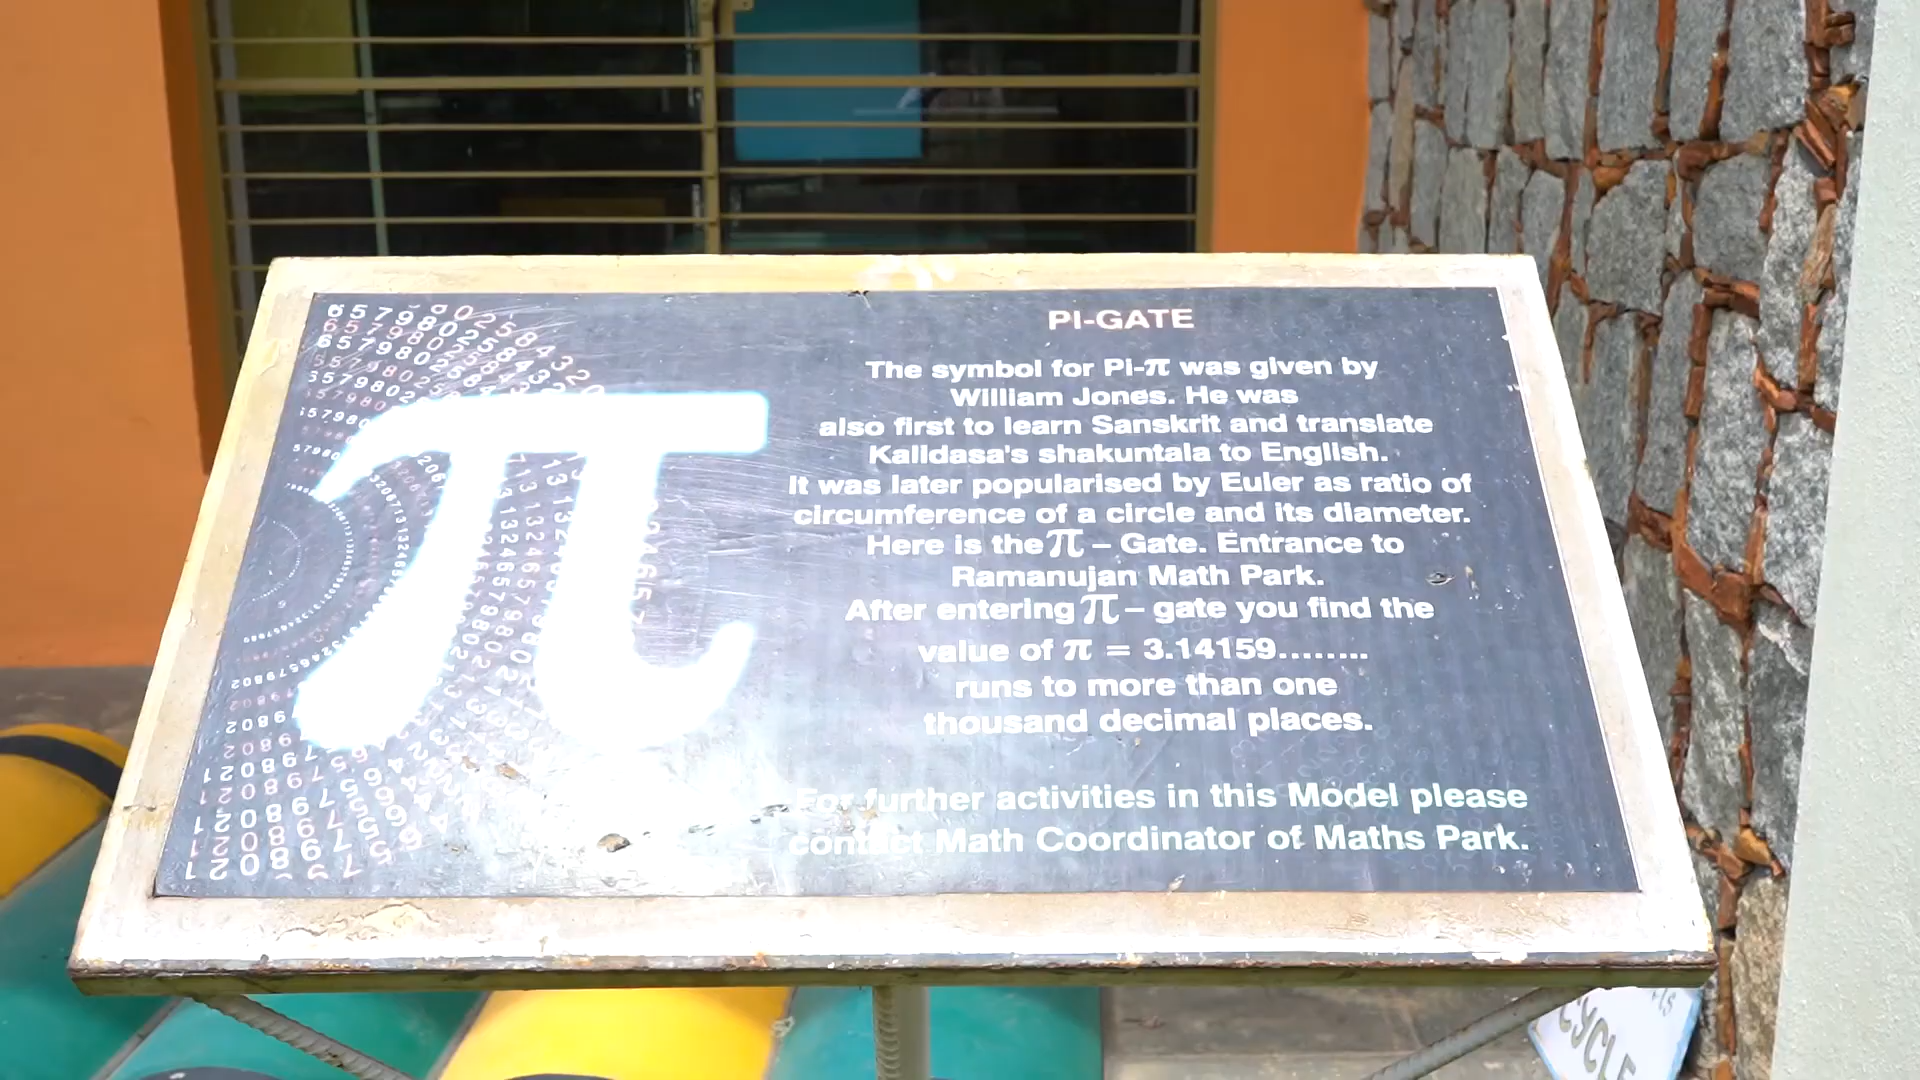 PI-GATE
The symbol for Pi-π was given by
William Jones. He was
also first to learn Sanskrit and translate
Kalidasa's shakuntala to English.
It was later popularised by Euler as ratio of
circumference of a circle and its diameter.
Here is the π – Gate. Entrance to
Ramanujan Math Park.
After entering π – gate you find the
value of π = 3.14159........
runs to more than one
thousand decimal places.
For further activities in this Model please
contact Math Coordinator of Maths Park.
π
CYCLE